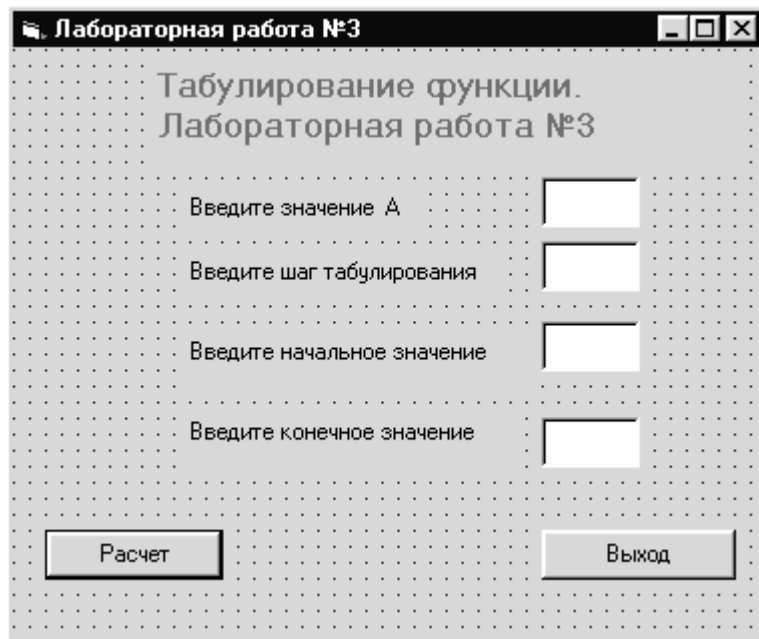 Лабораторная работа №3
Табулирование функции.
Лабораторная работа №3
Введите значение А
Введите шаг табулирования
Введите начальное значение
Введите конечное значение
Расчет
Выход